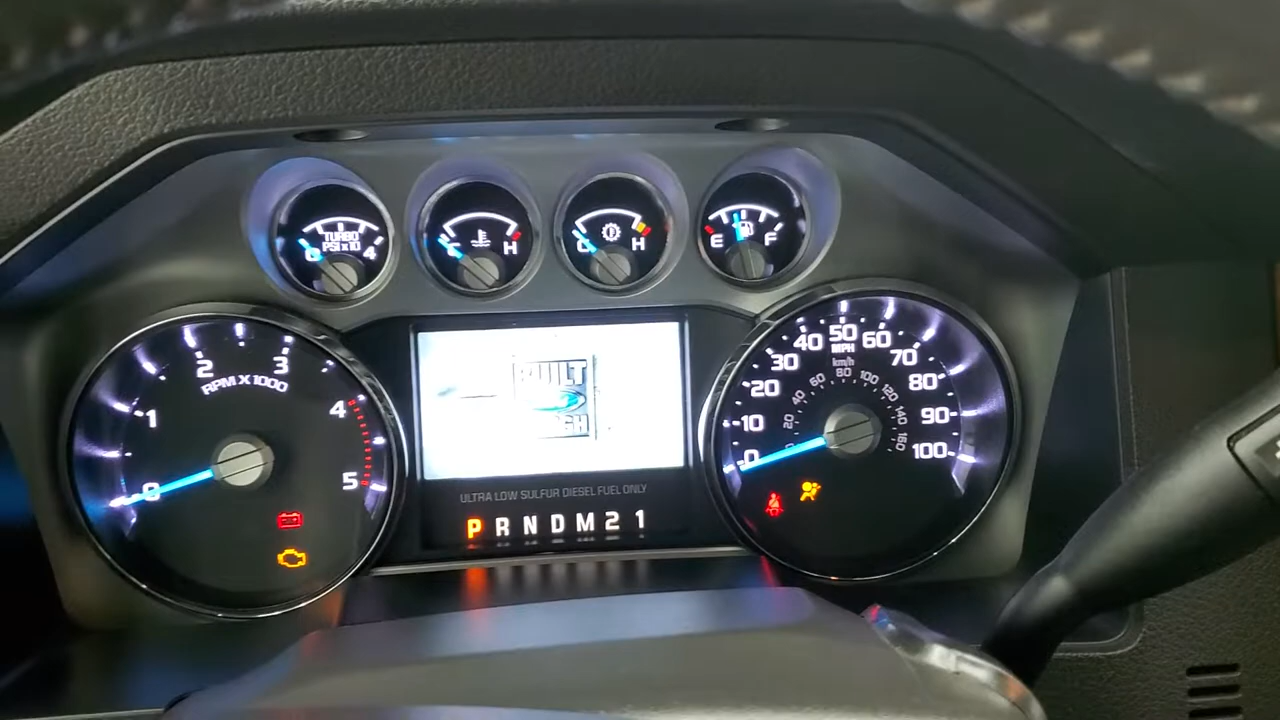 TURBO
PSI x 10
0 4
C H
C H
E F
1 2 3 4 5
RPM X 1000
0
BUILT
ULTRA LOW SULFUR DIESEL FUEL ONLY
P R N D M 2 1
0 10 20 30 40 50 60 70 80 90 100
MPH
km/h
20 40 60 80 100 120 140 160